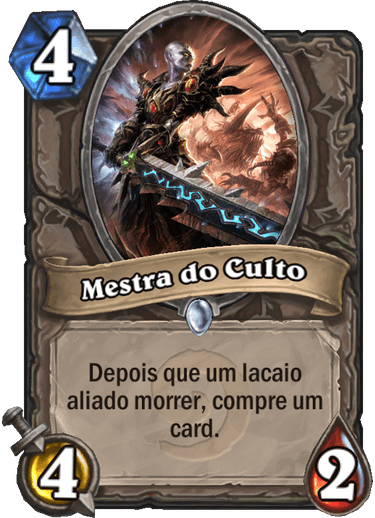 4
Mestra do Culto
Depois que um lacaio
aliado morrer, compre um
card.
4
2